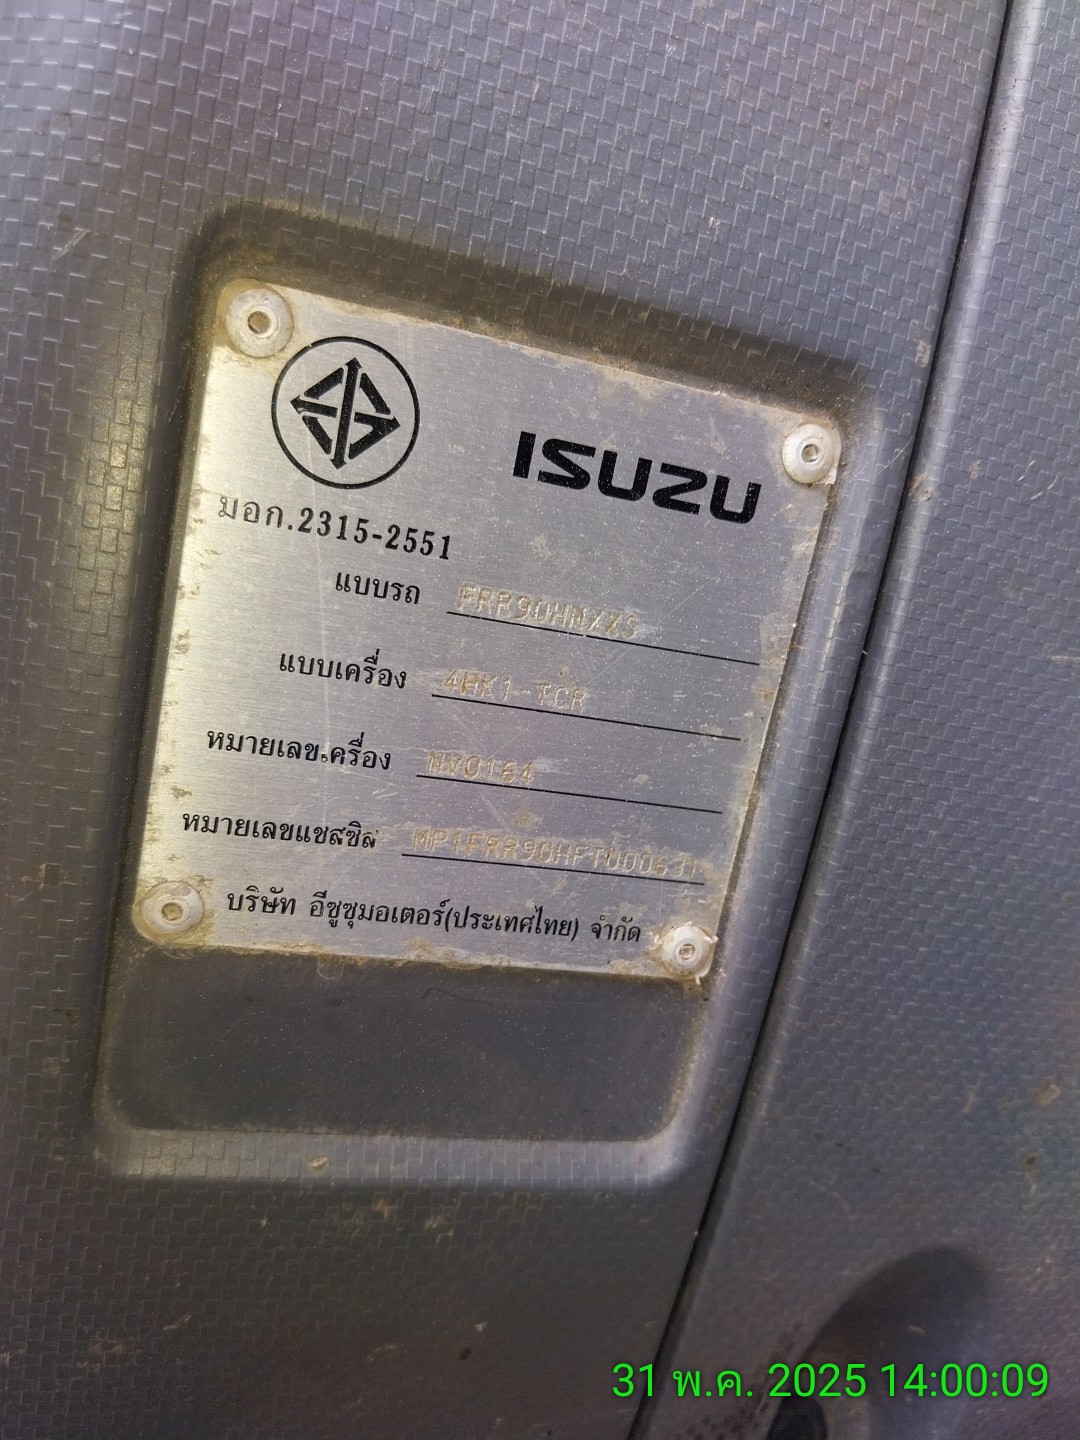 ISUZU
มอก.2315-2551
แบบรถ FRR90HNXXS
แบบเครื่อง 4HK1-TCR
หมายเลขเครื่อง NV0164
หมายเลขแชสซิส
บริษัท อีซูซุมอเตอร์(ประเทศไทย) จำกัด
31 พ.ค. 2025 14:00:09